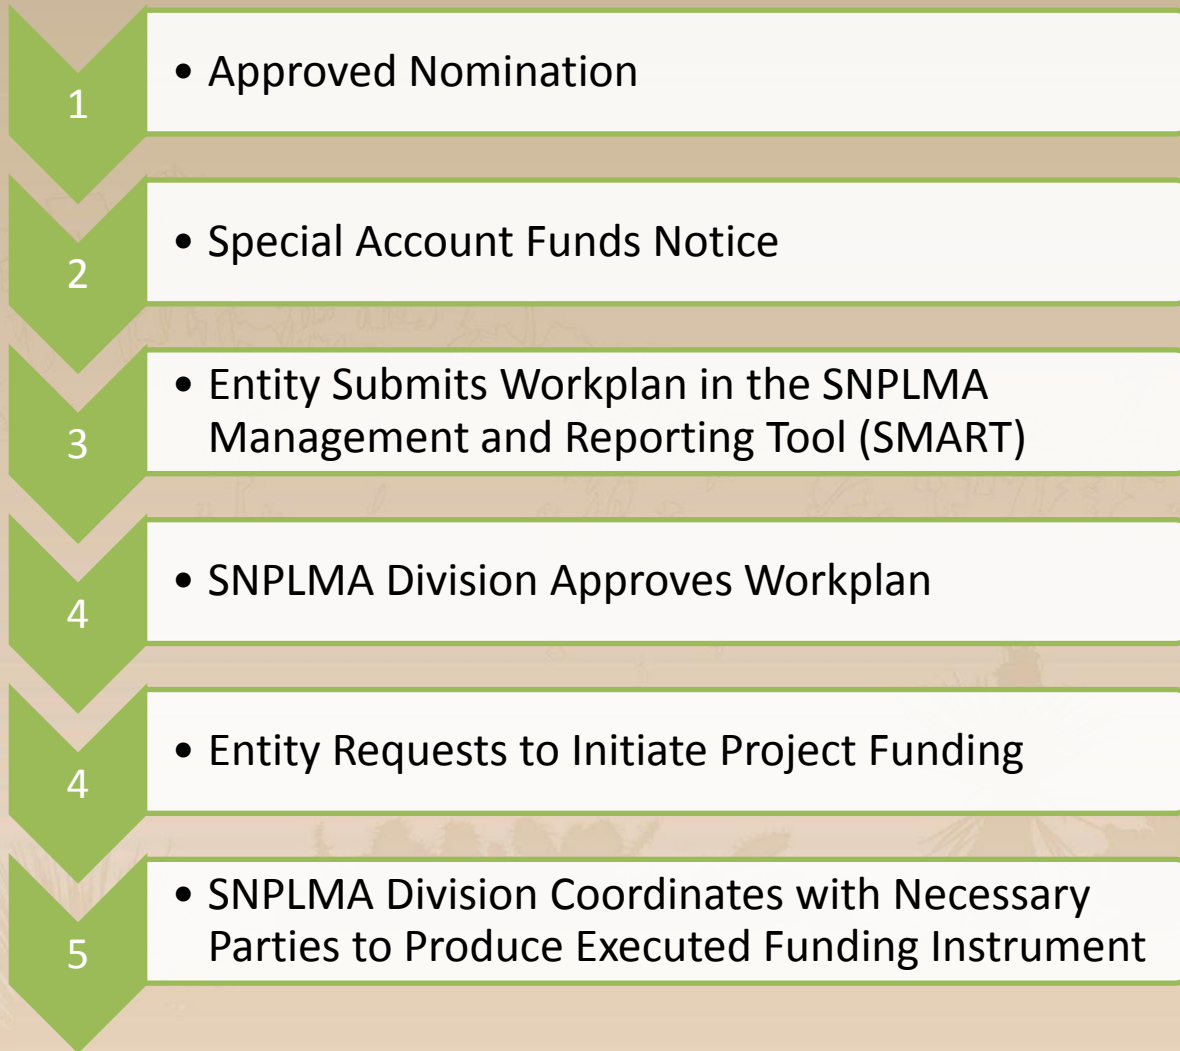 1
• Approved Nomination
2
• Special Account Funds Notice
3
• Entity Submits Workplan in the SNPLMA
Management and Reporting Tool (SMART)
4
• SNPLMA Division Approves Workplan
4
• Entity Requests to Initiate Project Funding
5
• SNPLMA Division Coordinates with Necessary
Parties to Produce Executed Funding Instrument